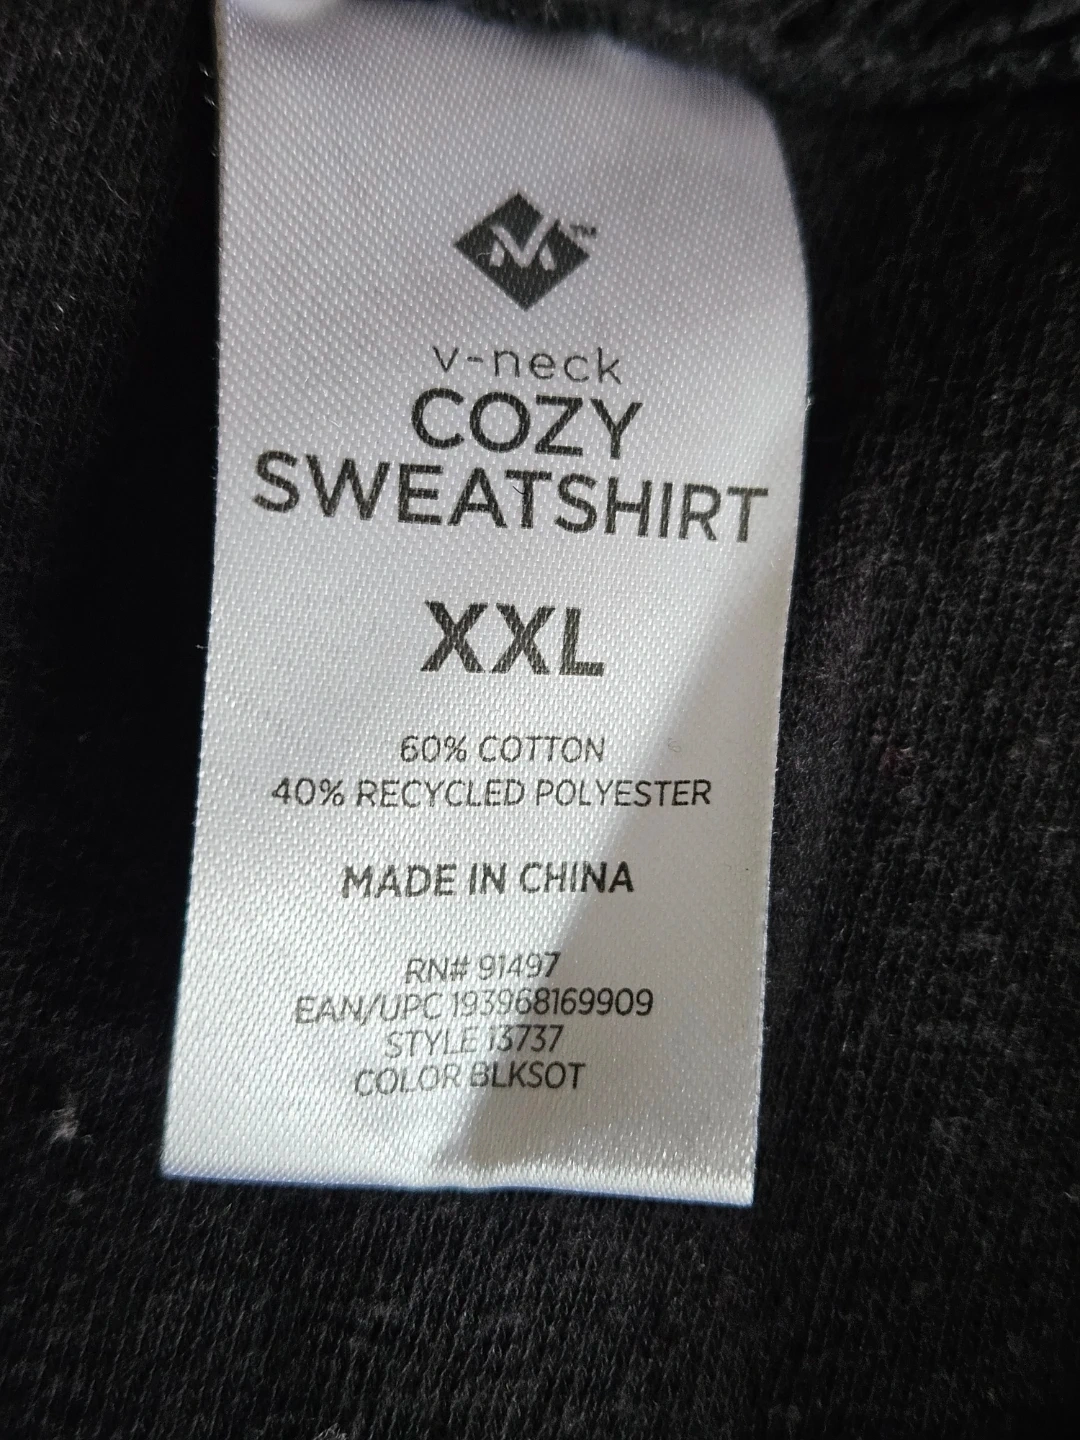 M™
v-neck
COZY
SWEATSHIRT
XXL
60% COTTON
40% RECYCLED POLYESTER
MADE IN CHINA
RN# 91497
EAN/UPC 193968169909
STYLE 13737
COLOR BLKSOT